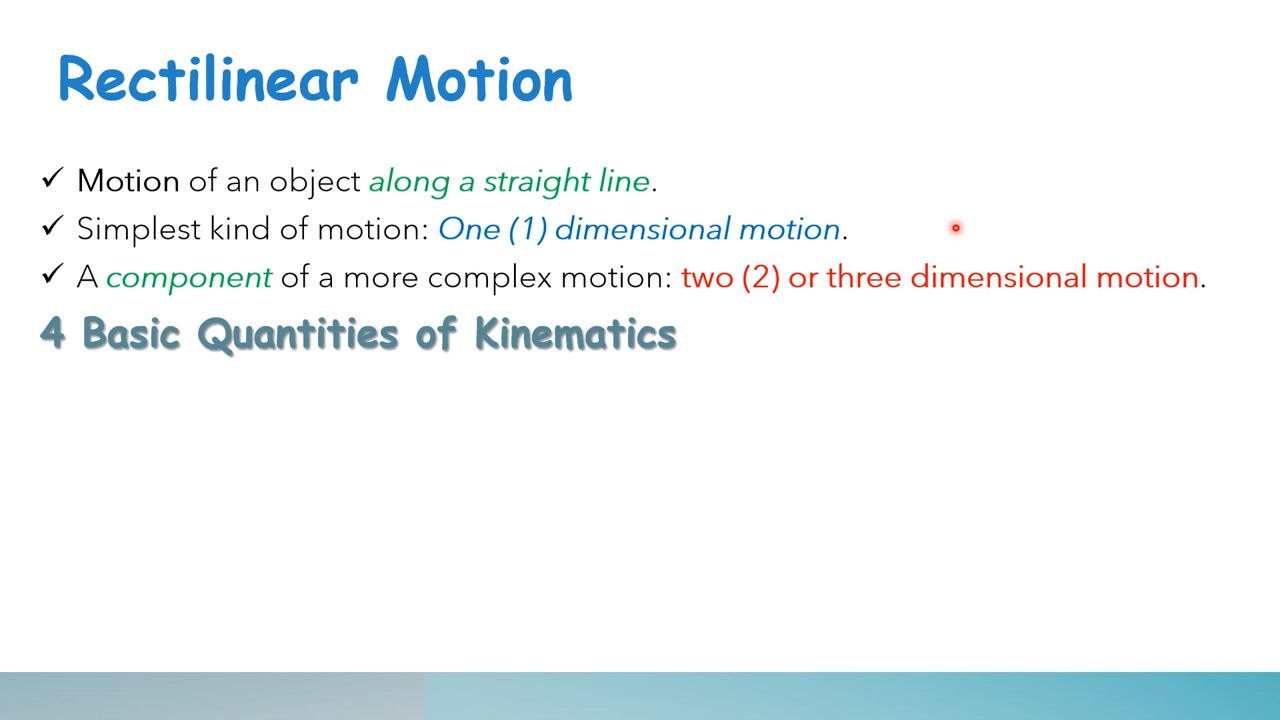 Rectilinear Motion
✓ Motion of an object along a straight line.
✓ Simplest kind of motion: One (1) dimensional motion.
✓ A component of a more complex motion: two (2) or three dimensional motion.
4 Basic Quantities of Kinematics